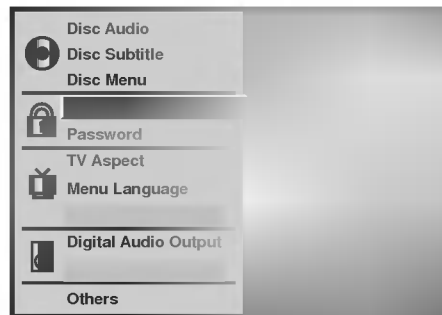 Disc Audio
Disc Subtitle
Disc Menu
Password
TV Aspect
Menu Language
Digital Audio Output
Others